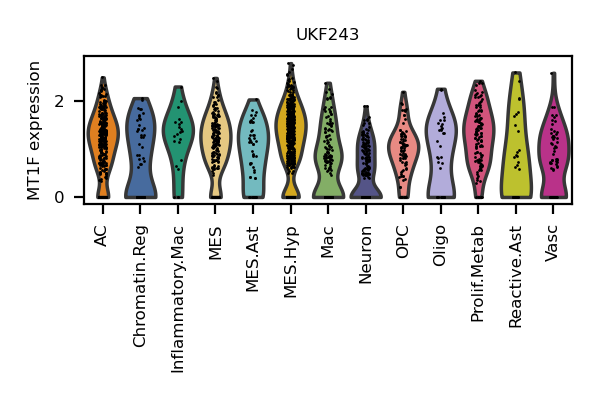 UKF243
MT1F expression
2
0
AC
Chromatin.Reg
Inflammatory.Mac
MES
MES.Ast
MES.Hyp
Mac
Neuron
OPC
Oligo
Prolif.Metab
Reactive.Ast
Vasc